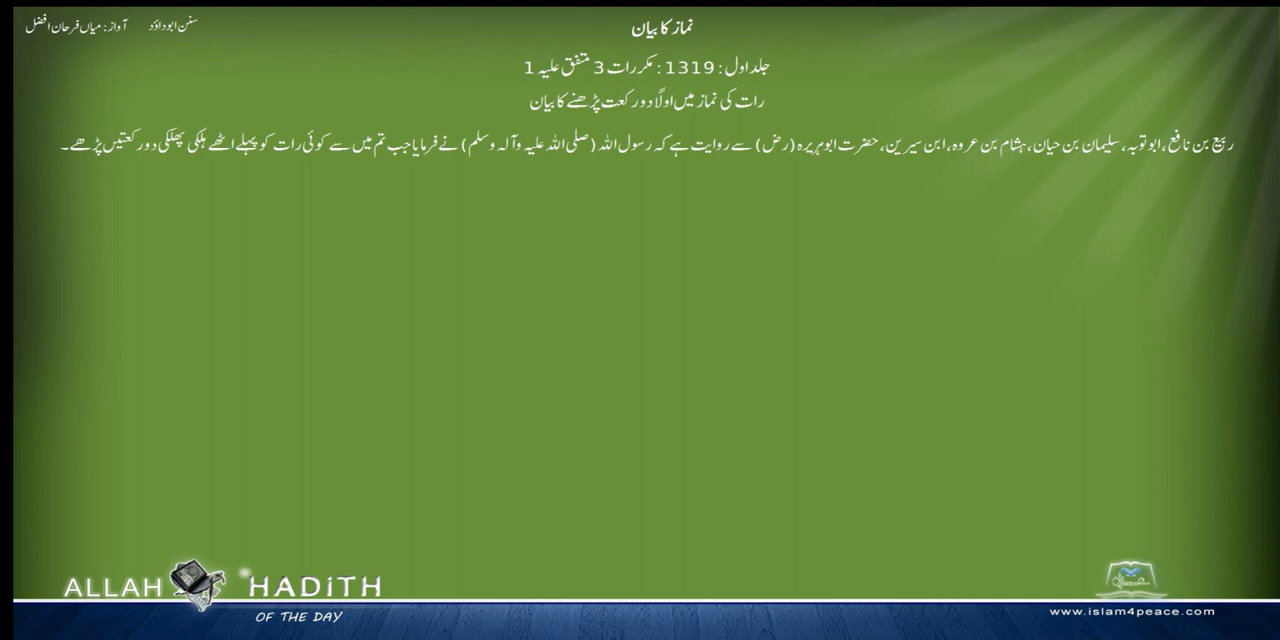 نماز کا بیان
سنن ابوداؤد
آواز: میاں فرحان افضل
جلد اول : 1319 : مکررات 3 متفق علیہ 1
رات کی نماز میں اولاً دو رکعت پڑھنے کا بیان
ربیع بن نافع، ابوتوبہ، سلیمان بن حیان، ہشام بن عروہ، ابن سیرین، حضرت ابوہریرہ (رض) سے روایت ہے کہ رسول اللہ (صلی اللہ علیہ وآلہ وسلم) نے فرمایا جب تم میں سے کوئی رات کو پہلے اٹھے ہلکی پھلکی دو رکعتیں پڑھے۔
ALLAH HADITH
OF THE DAY
www.islam4peace.com